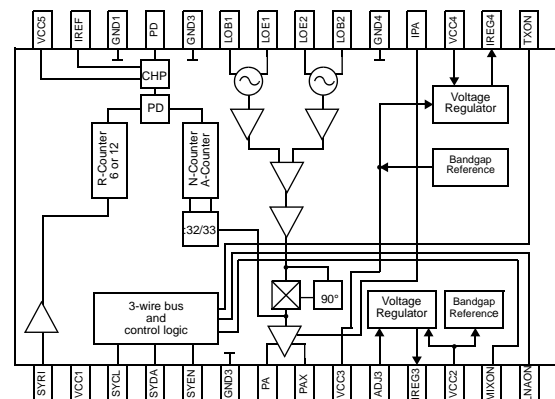 VCC5
IREF
GND1
PD
GND3
LOB1
LOE1
LOE2
LOB2
GND4
IPA
VCC4
IREG4
TXON
CHP
PD
R-Counter
6 or 12
N-Counter
A-Counter
:32/33
Voltage
Regulator
Bandgap
Reference
90°
3-wire bus
and
control logic
Voltage
Regulator
Bandgap
Reference
SYRI
VCC1
SYCL
SYDA
SYEN
GND3
PA
PAX
VCC3
ADJ3
IREG3
VCC2
MIXON
LNAON